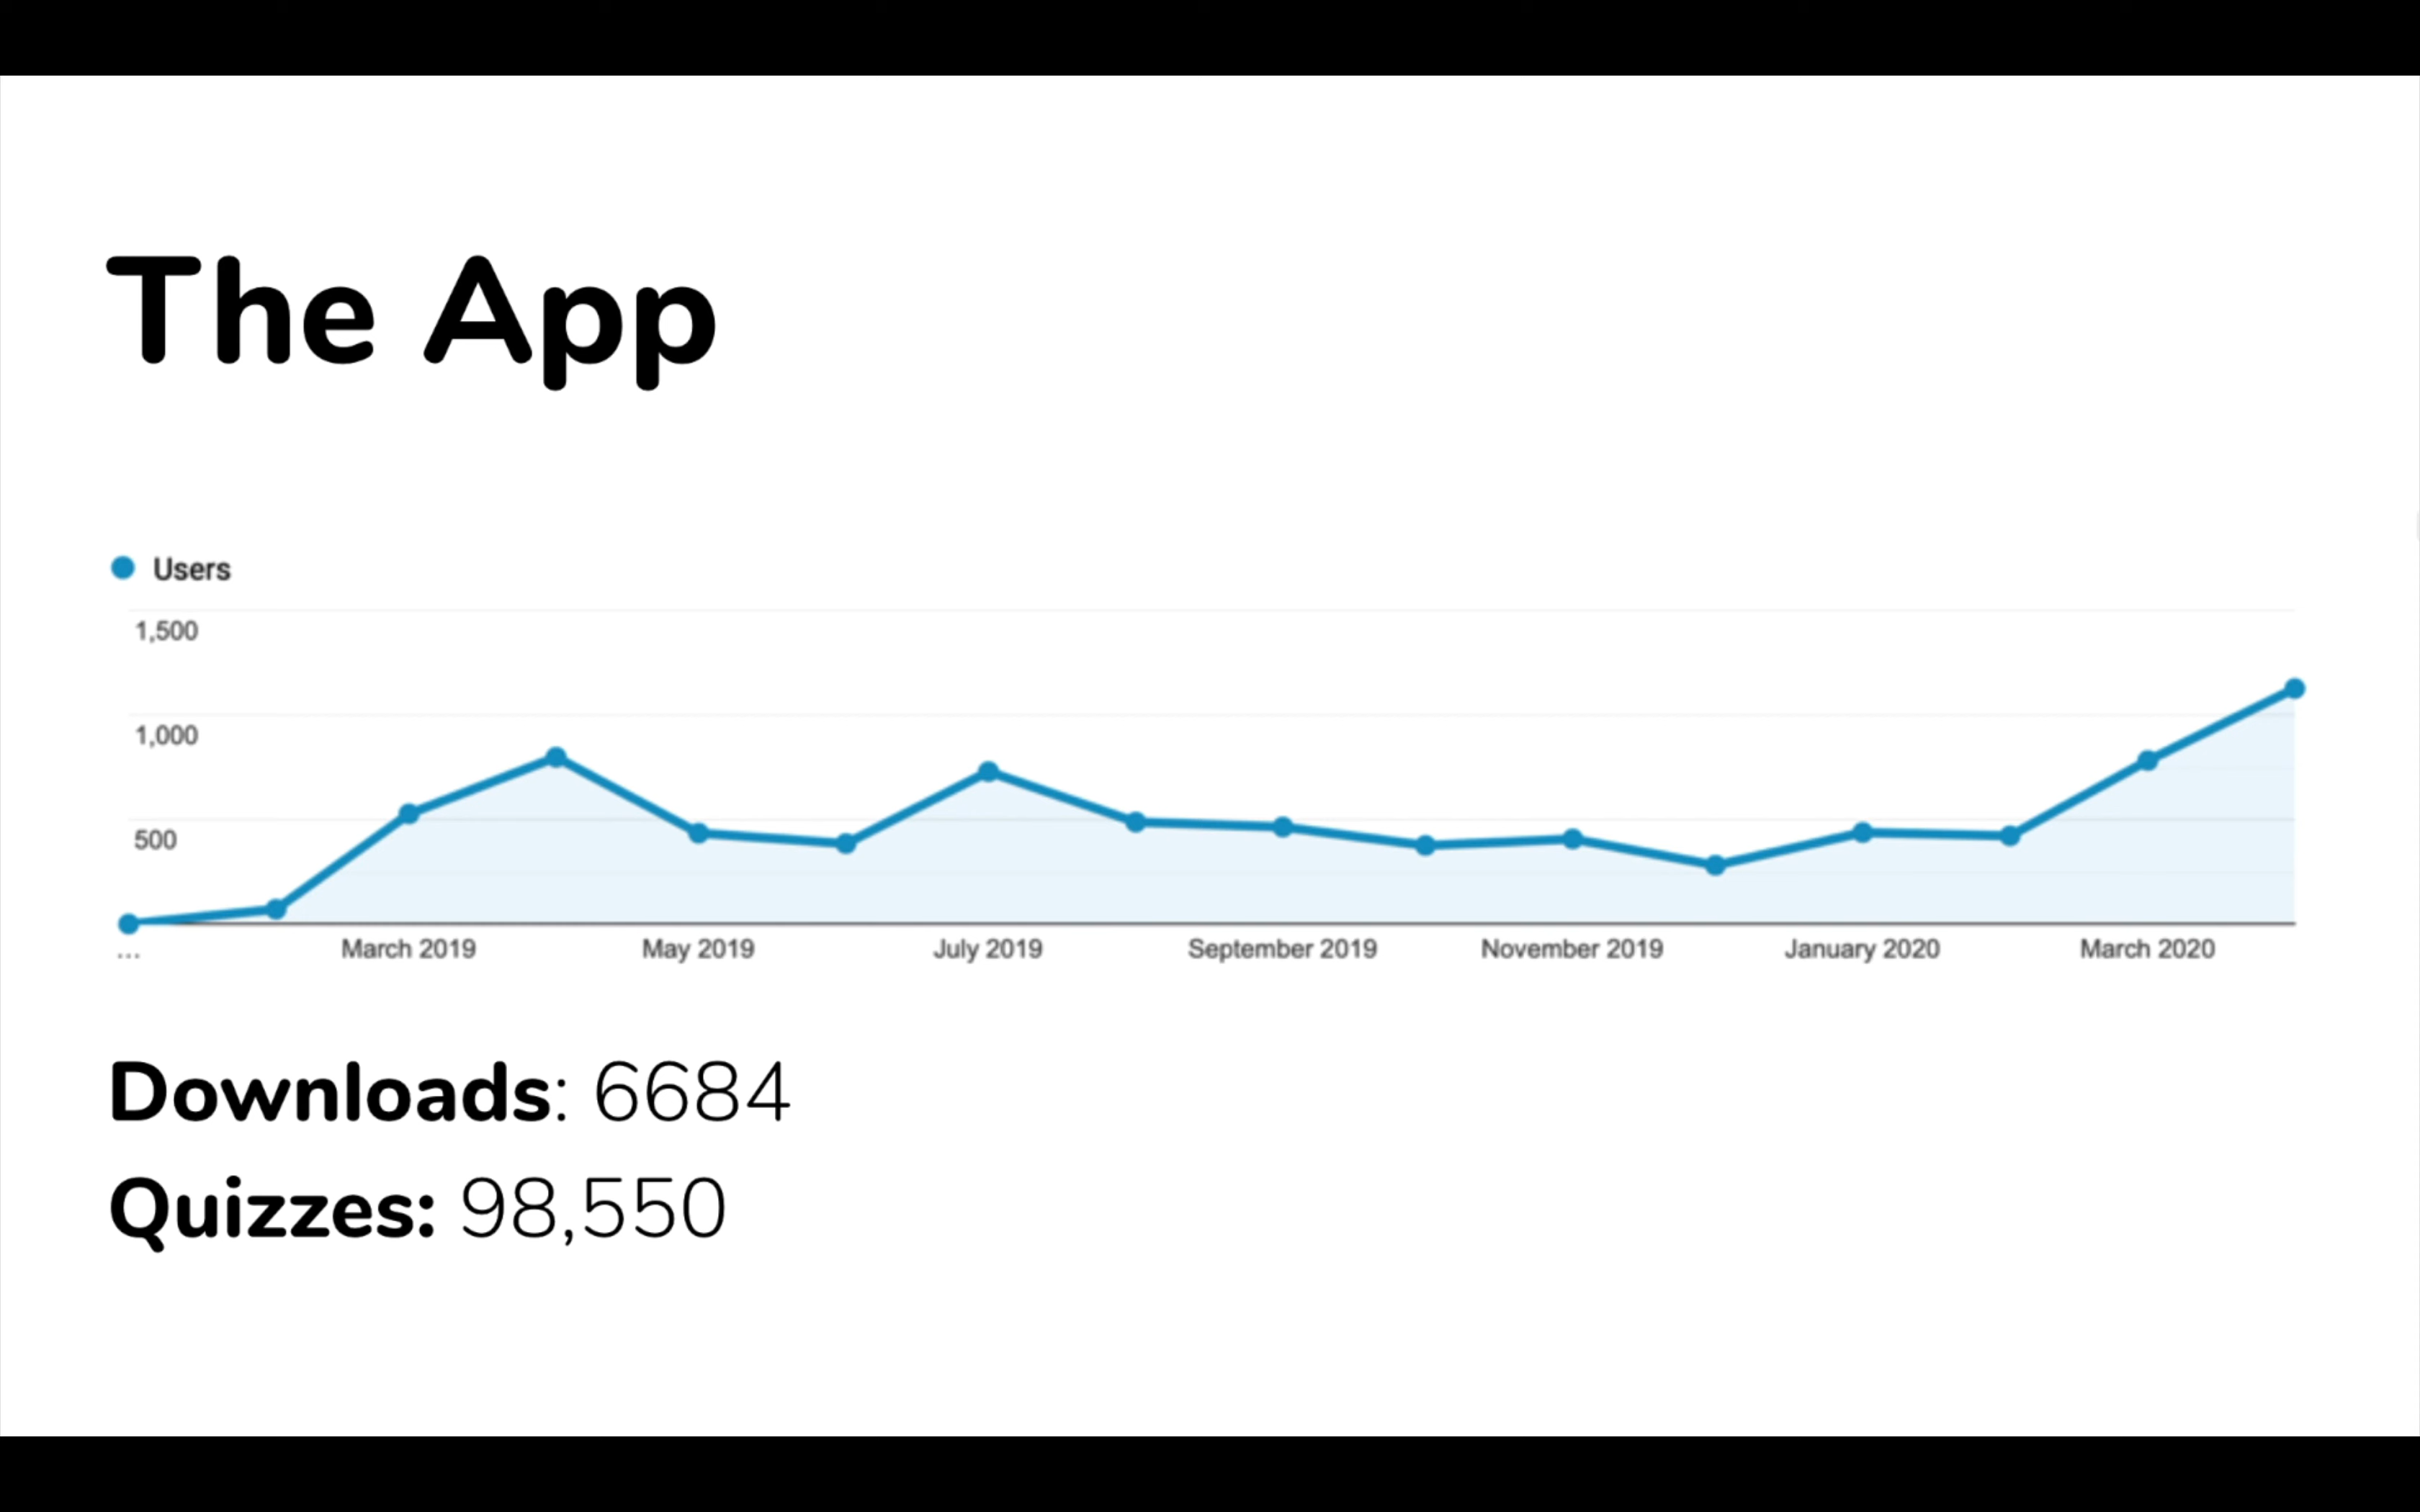 The App
Users
1,500
1,000
500
... March 2019 May 2019 July 2019 September 2019 November 2019 January 2020 March 2020
Downloads: 6684
Quizzes: 98,550